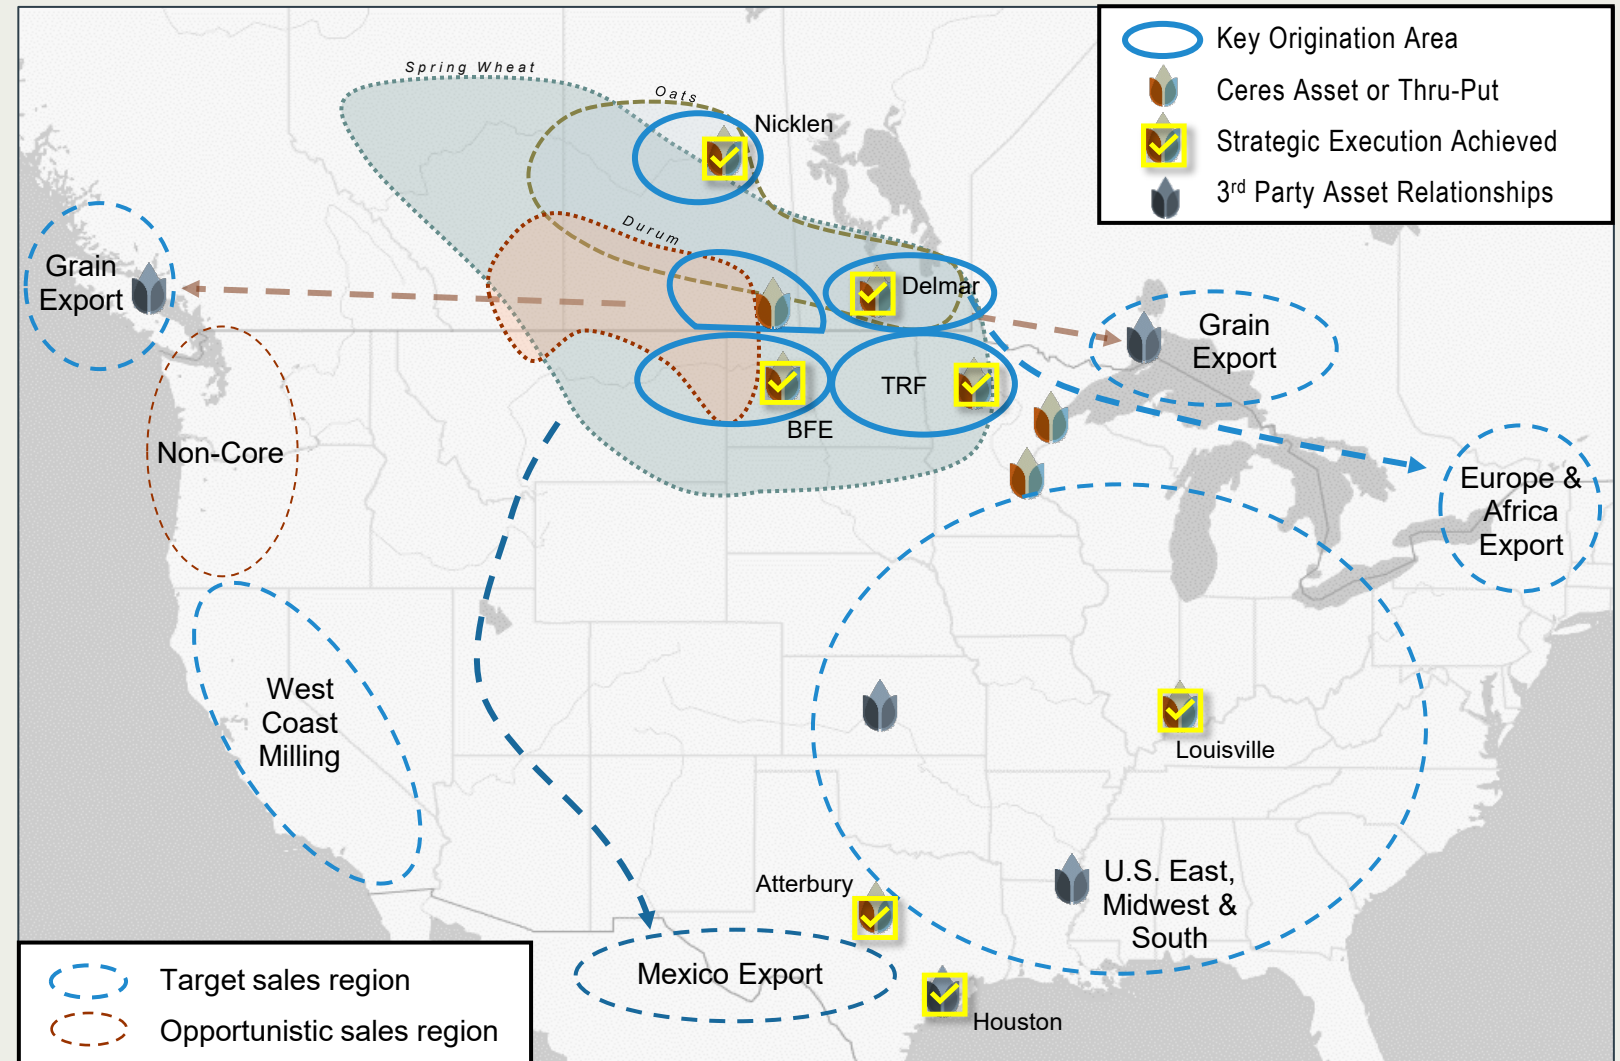 Key Origination Area
Ceres Asset or Thru-Put
Strategic Execution Achieved
3rd Party Asset Relationships
Spring Wheat
Oats
Nicklen
Durum
Grain
Export
Delmar
Grain
Export
TRF
BFE
Non-Core
Europe &
Africa
Export
West
Coast
Milling
Louisville
Atterbury
U.S. East,
Midwest &
South
Mexico Export
Houston
Target sales region
Opportunistic sales region